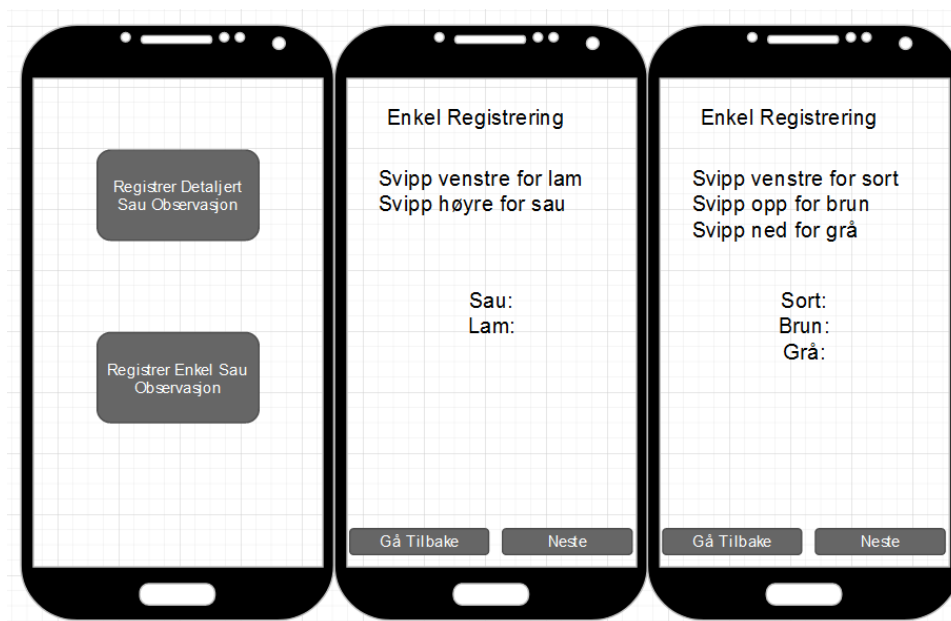 Registrer Detaljert
Sau Observasjon
Registrer Enkel Sau
Observasjon
Enkel Registrering
Svipp venstre for lam
Svipp høyre for sau
Sau:
Lam:
Gå Tilbake
Neste
Enkel Registrering
Svipp venstre for sort
Svipp opp for brun
Svipp ned for grå
Sort:
Brun:
Grå:
Gå Tilbake
Neste